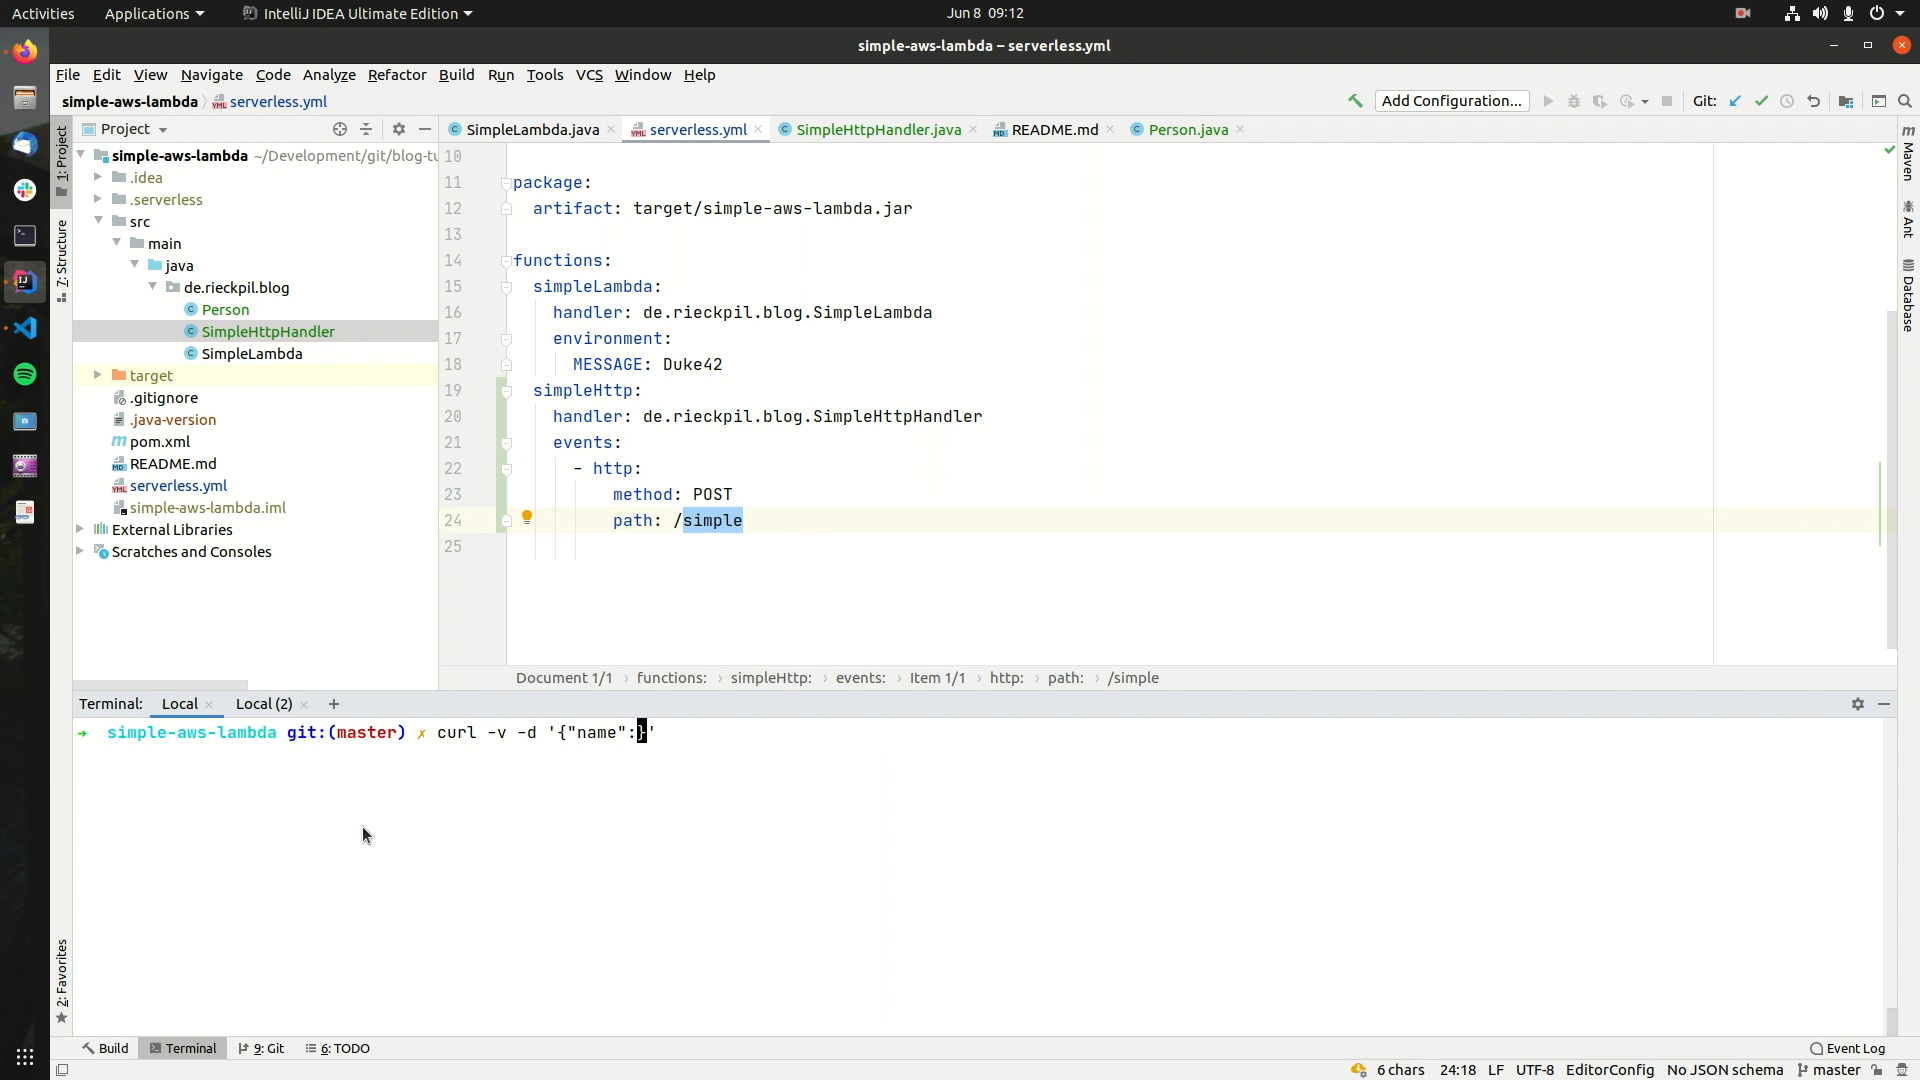 Activities Applications IntelliJ IDEA Ultimate Edition Jun 8 09:12
simple-aws-lambda – serverless.yml
File Edit View Navigate Code Analyze Refactor Build Run Tools VCS Window Help
simple-aws-lambda serverless.yml Add Configuration... Git:
Project SimpleLambda.java serverless.yml SimpleHttpHandler.java README.md Person.java
1: Project
7: Structure
2: Favorites
simple-aws-lambda ~/Development/git/blog-tu
.idea
.serverless
src
main
java
de.rieckpil.blog
Person
SimpleHttpHandler
SimpleLambda
target
.gitignore
.java-version
pom.xml
README.md
serverless.yml
simple-aws-lambda.iml
External Libraries
Scratches and Consoles
10
11 package:
12 artifact: target/simple-aws-lambda.jar
13
14 functions:
15 simpleLambda:
16 handler: de.rieckpil.blog.SimpleLambda
17 environment:
18 MESSAGE: Duke42
19 simpleHttp:
20 handler: de.rieckpil.blog.SimpleHttpHandler
21 events:
22 - http:
23 method: POST
24 path: /simple
25
Maven
Ant
Database
Document 1/1 › functions: › simpleHttp: › events: › Item 1/1 › http: › path: › /simple
Terminal: Local Local (2) +
→ simple-aws-lambda git:(master) ✗ curl -v -d '{"name":}'
Build Terminal 9: Git 6: TODO Event Log
6 chars 24:18 LF UTF-8 EditorConfig No JSON schema master